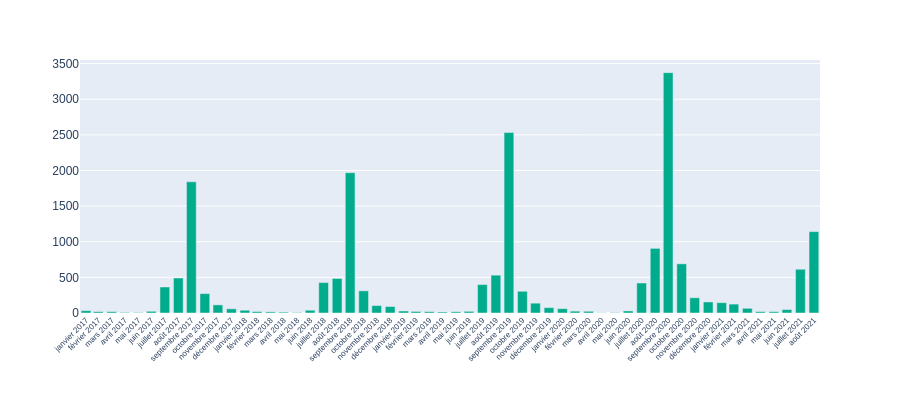 3500
3000
2500
2000
1500
1000
500
0
janvier 2017
février 2017
mars 2017
avril 2017
mai 2017
juin 2017
juillet 2017
août 2017
septembre 2017
octobre 2017
novembre 2017
décembre 2017
janvier 2018
février 2018
mars 2018
avril 2018
mai 2018
juin 2018
juillet 2018
août 2018
septembre 2018
octobre 2018
novembre 2018
décembre 2018
janvier 2019
février 2019
mars 2019
avril 2019
mai 2019
juin 2019
juillet 2019
août 2019
septembre 2019
octobre 2019
novembre 2019
décembre 2019
janvier 2020
février 2020
mars 2020
avril 2020
mai 2020
juin 2020
juillet 2020
août 2020
septembre 2020
octobre 2020
novembre 2020
décembre 2020
janvier 2021
février 2021
mars 2021
avril 2021
mai 2021
juin 2021
juillet 2021
août 2021